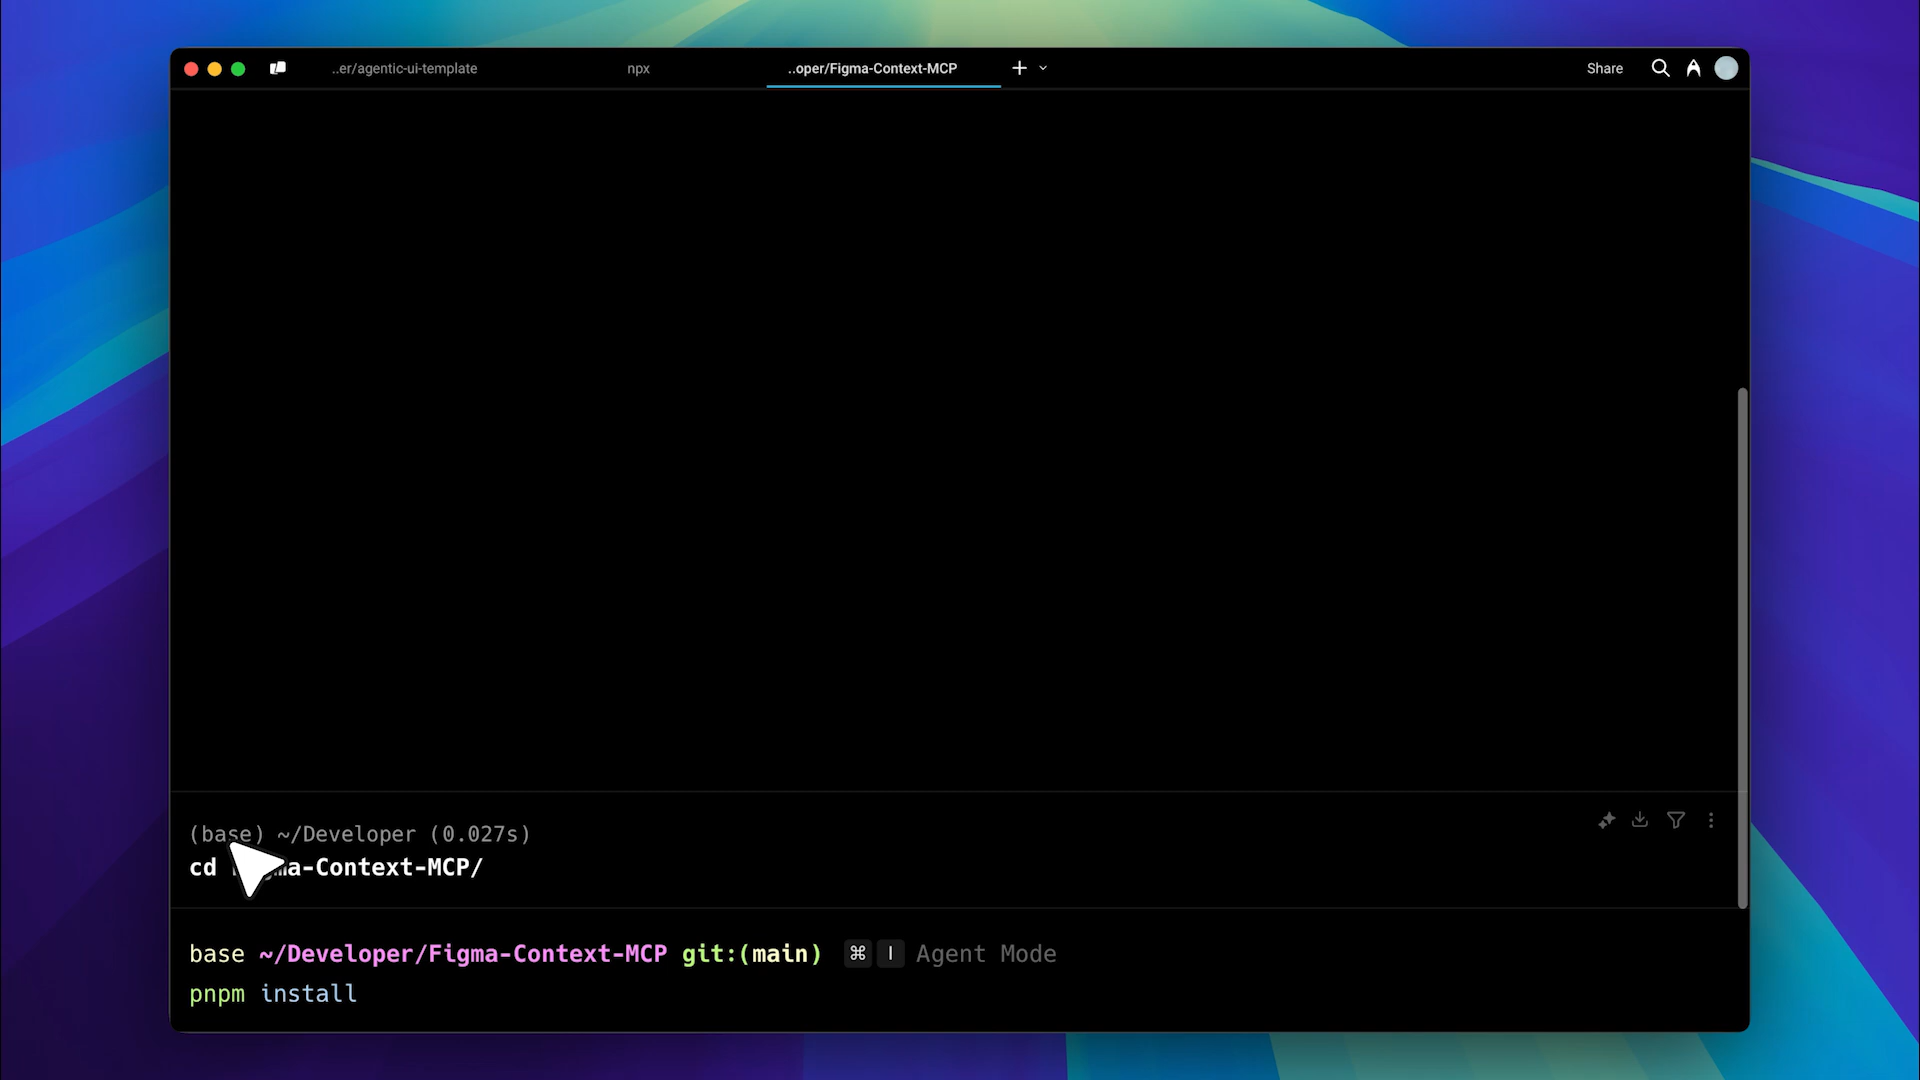 ..er/agentic-ui-template
npx
..oper/Figma-Context-MCP
Share
(base) ~/Developer (0.027s)
cd Figma-Context-MCP/
base ~/Developer/Figma-Context-MCP git:(main) ⌘ I Agent Mode
pnpm install